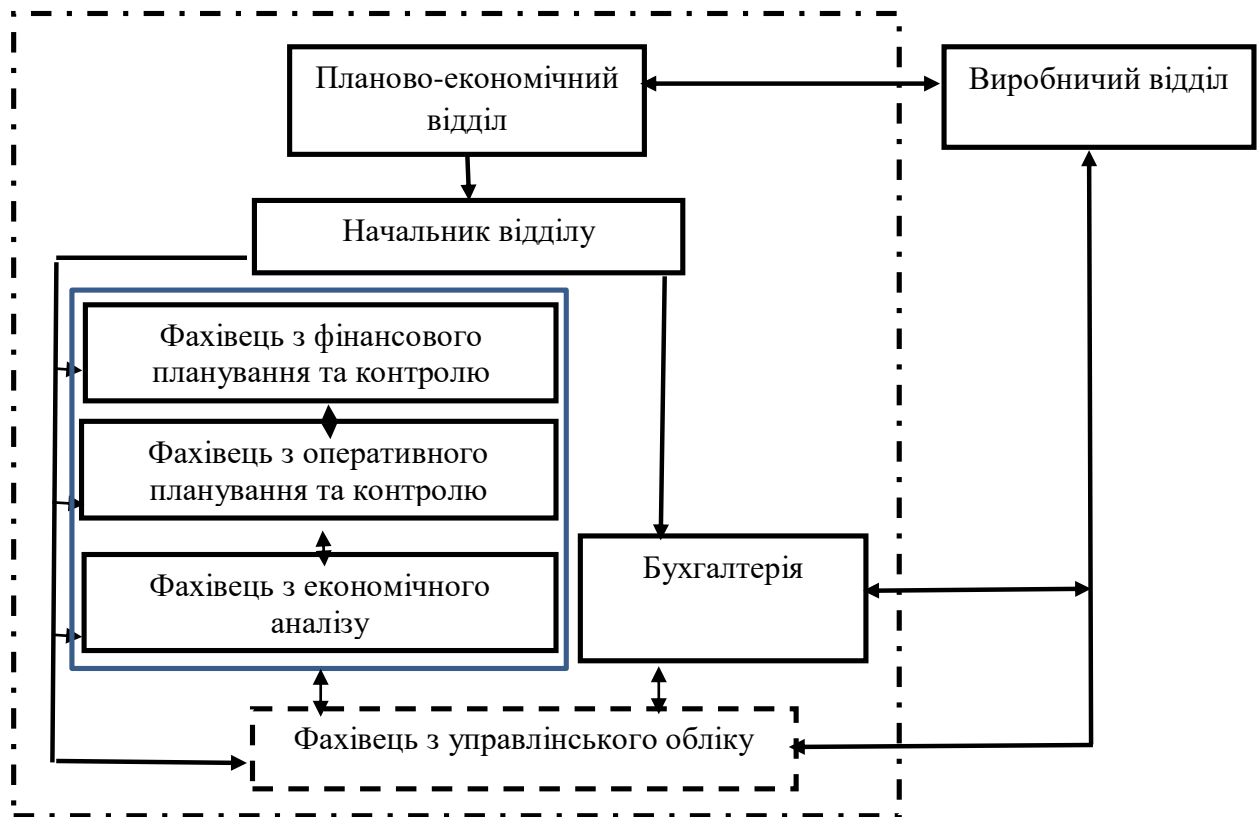 Планово-економічний
відділ
Виробничий відділ
Начальник відділу
Фахівець з фінансового
планування та контролю
Фахівець з оперативного
планування та контролю
Фахівець з економічного
аналізу
Бухгалтерія
Фахівець з управлінського обліку